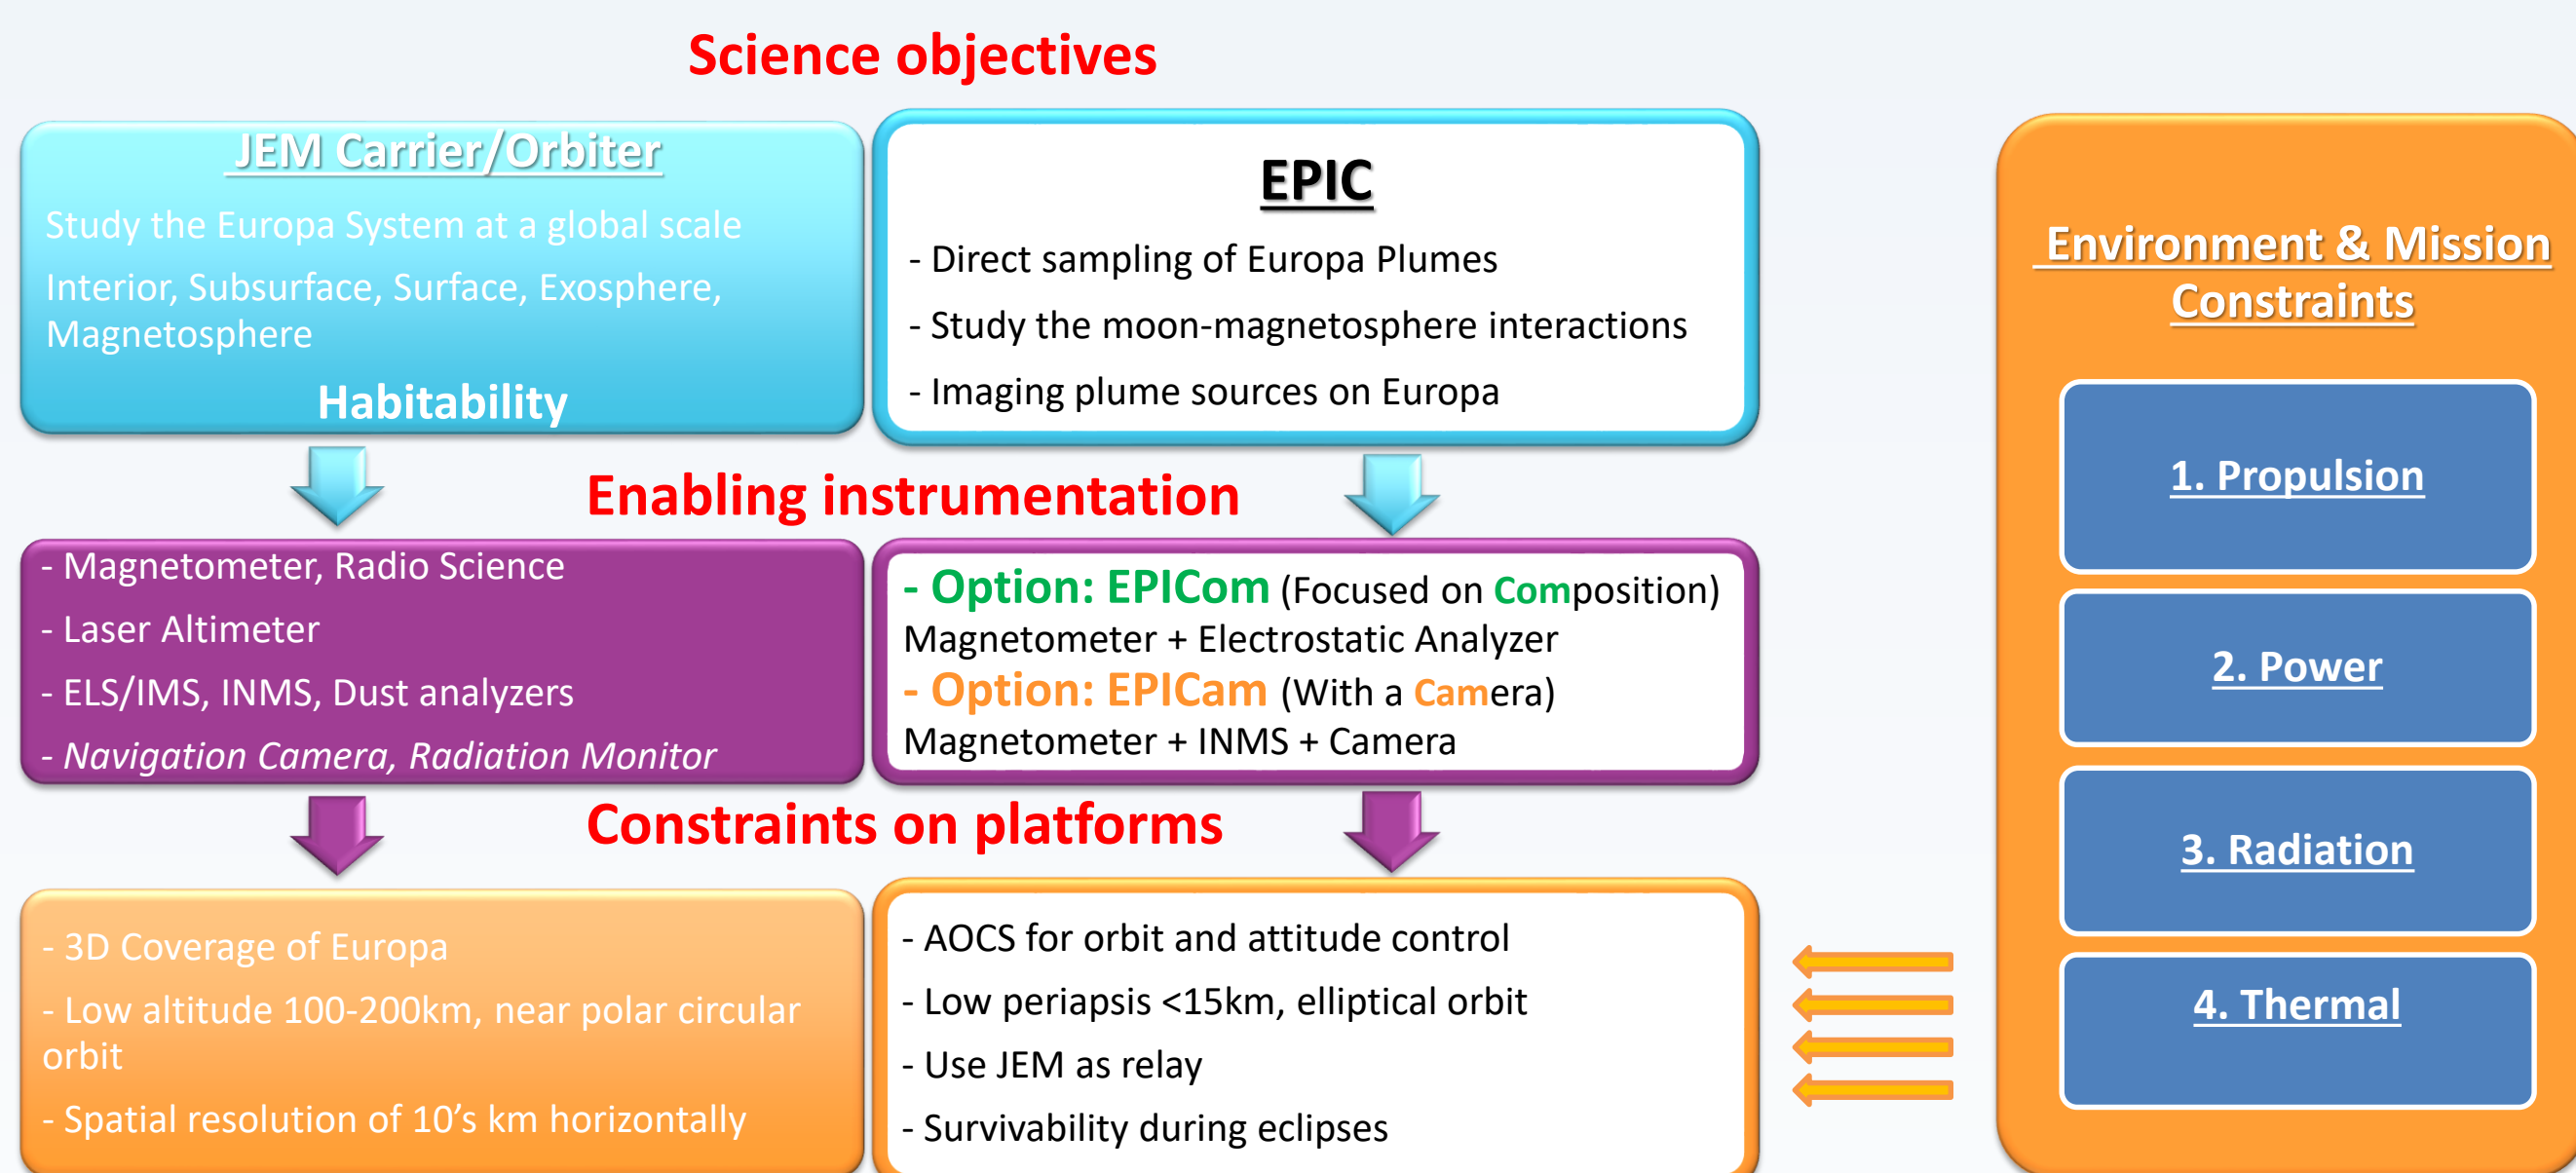 Science objectives
JEM Carrier/Orbiter
Study the Europa System at a global scale
Interior, Subsurface, Surface, Exosphere,
Magnetosphere
Habitability
EPIC
- Direct sampling of Europa Plumes
- Study the moon-magnetosphere interactions
- Imaging plume sources on Europa
Enabling instrumentation
- Magnetometer, Radio Science
- Laser Altimeter
- ELS/IMS, INMS, Dust analyzers
- Navigation Camera, Radiation Monitor
- Option: EPICom (Focused on Composition)
Magnetometer + Electrostatic Analyzer
- Option: EPICam (With a Camera)
Magnetometer + INMS + Camera
Constraints on platforms
- 3D Coverage of Europa
- Low altitude 100-200km, near polar circular
orbit
- Spatial resolution of 10’s km horizontally
- AOCS for orbit and attitude control
- Low periapsis <15km, elliptical orbit
- Use JEM as relay
- Survivability during eclipses
Environment & Mission
Constraints
1. Propulsion
2. Power
3. Radiation
4. Thermal